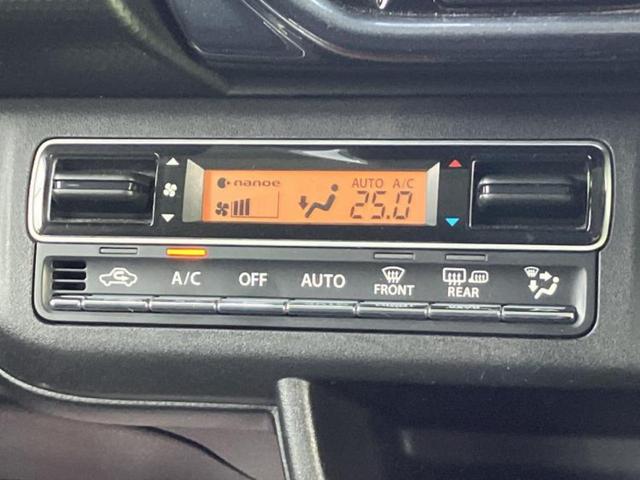 nanoe
AUTO A/C
25.0
A/C OFF AUTO FRONT REAR